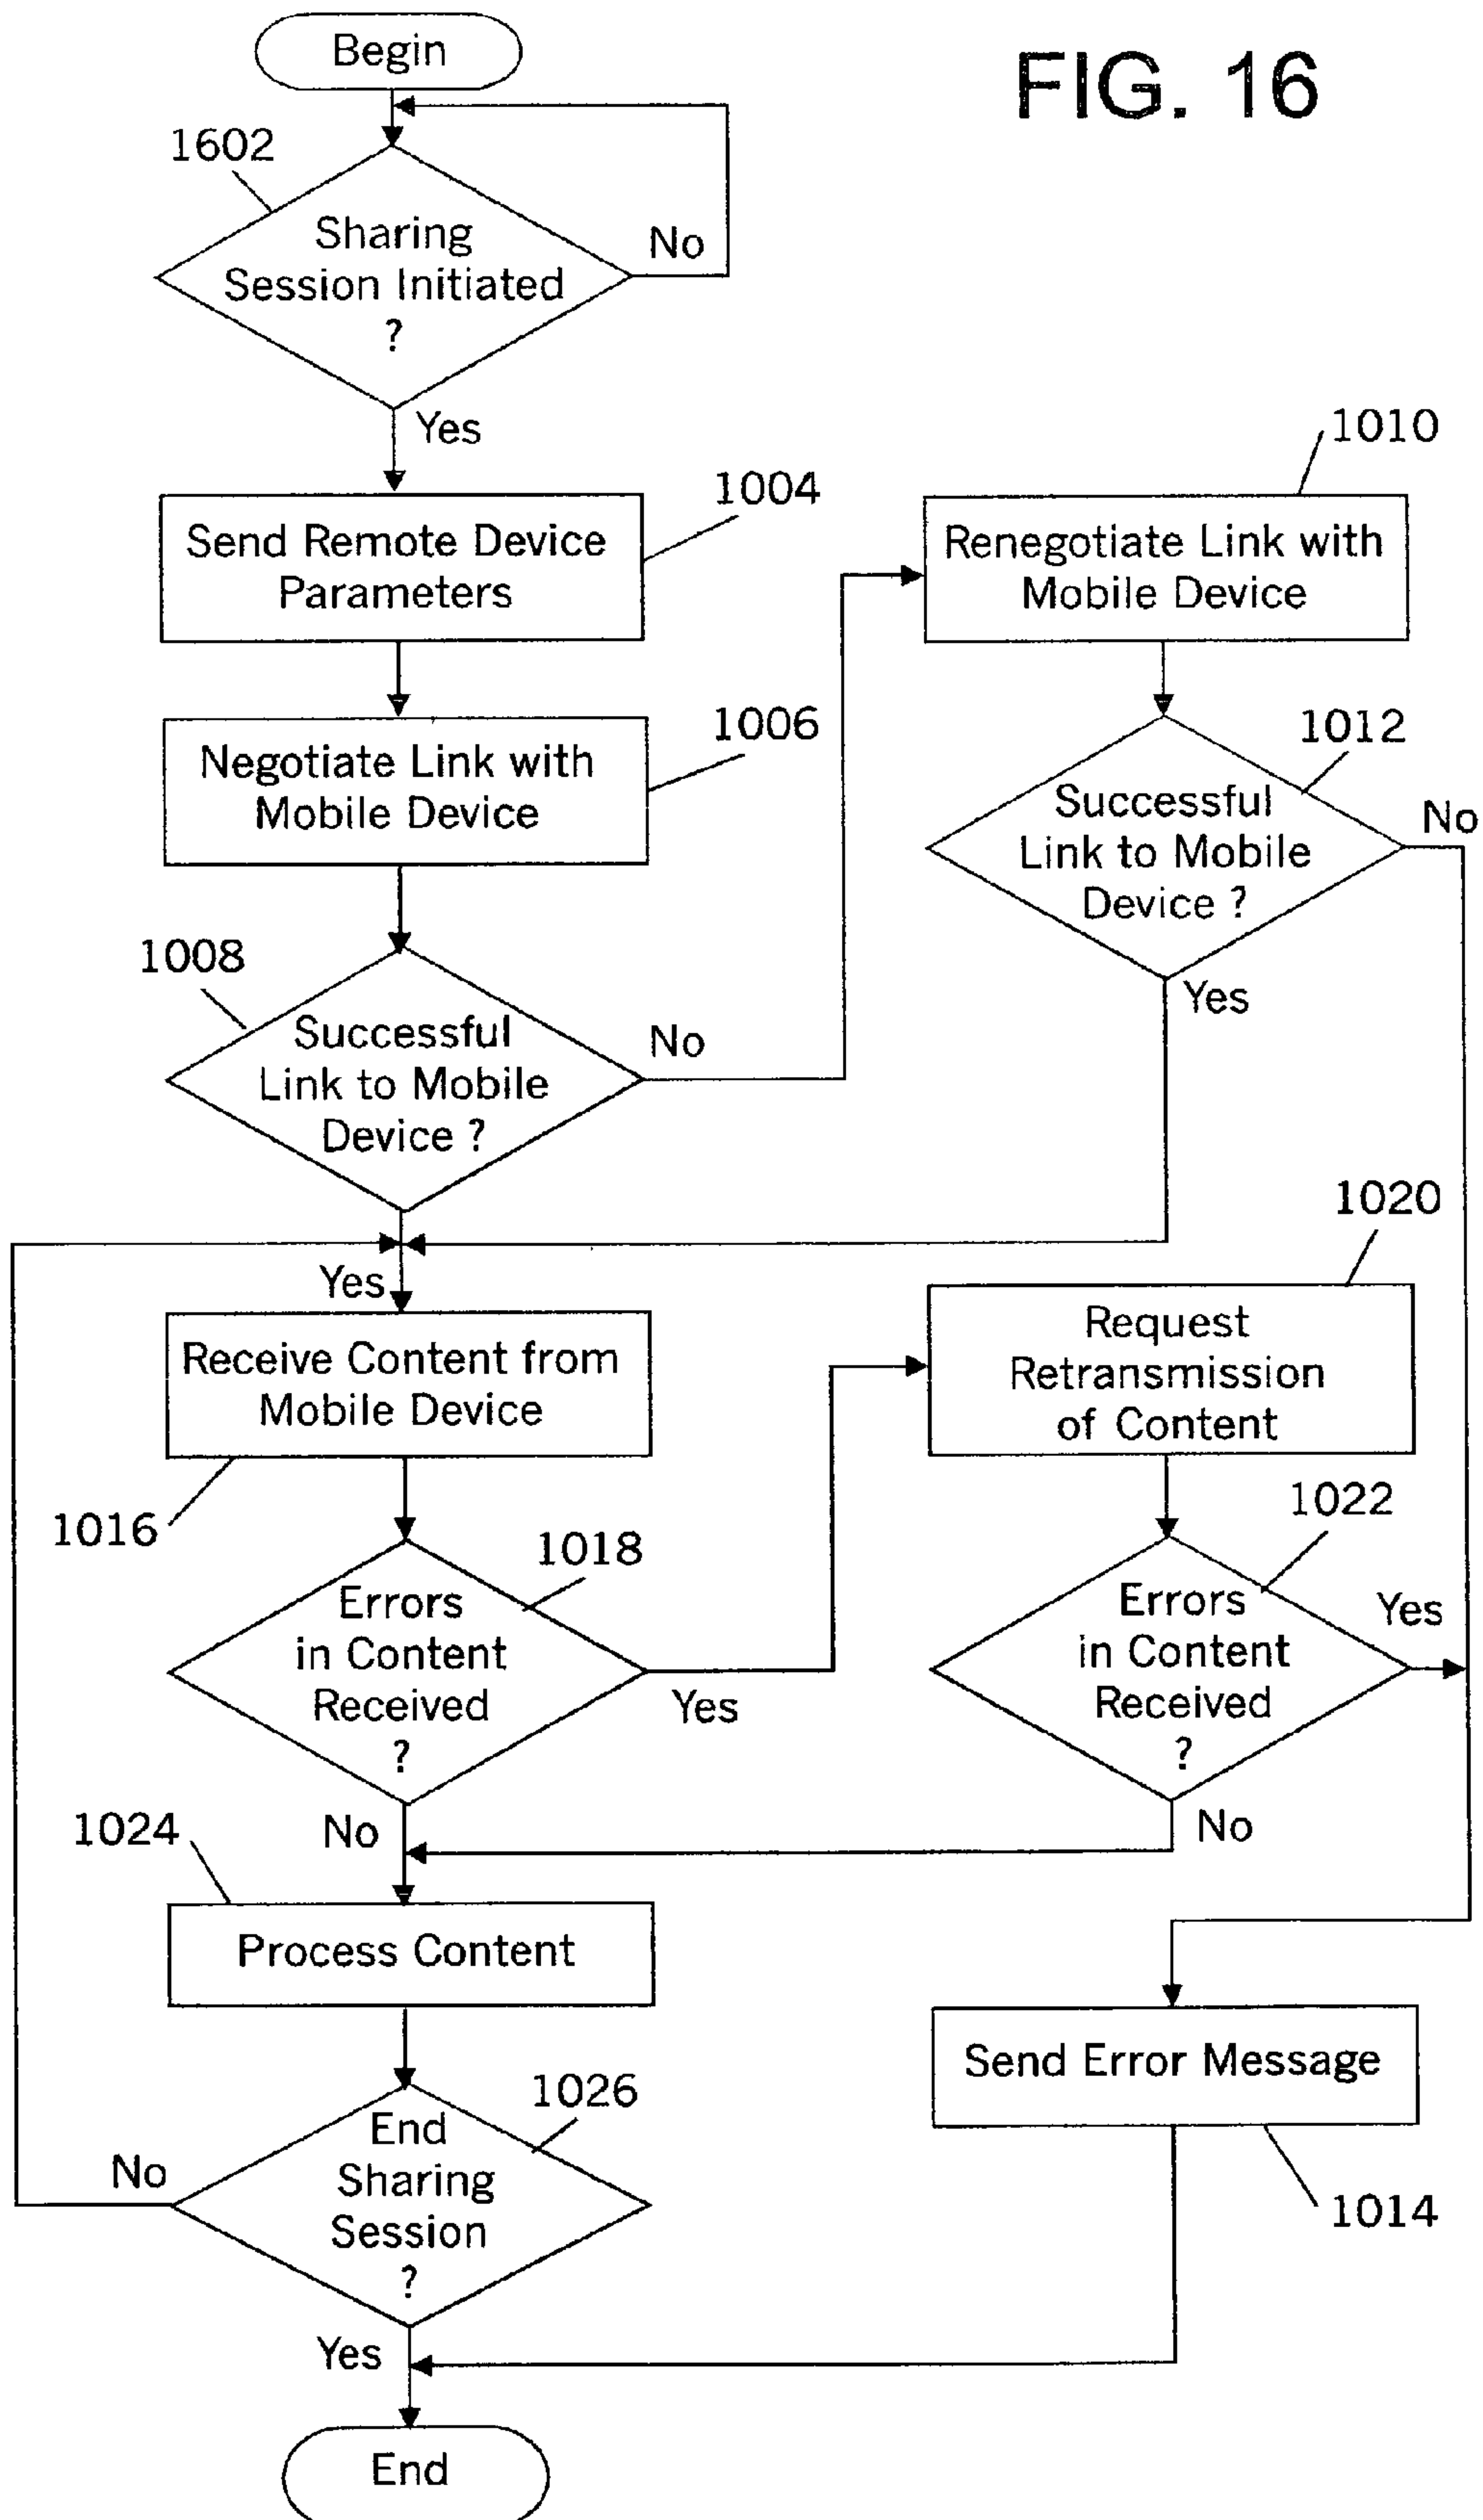 FIG. 16
Begin
1602
Sharing
Session Initiated
?
No
Yes
1004
Send Remote Device
Parameters
1006
Negotiate Link with
Mobile Device
1008
Successful
Link to Mobile
Device ?
No
1010
Renegotiate Link with
Mobile Device
1012
Successful
Link to Mobile
Device ?
No
Yes
Yes
Receive Content from
Mobile Device
1016
1018
Errors
in Content
Received
?
Yes
No
1020
Request
Retransmission
of Content
1022
Errors
in Content
Received
?
Yes
No
1024
Process Content
1026
End
Sharing
Session
?
No
Yes
Send Error Message
1014
End